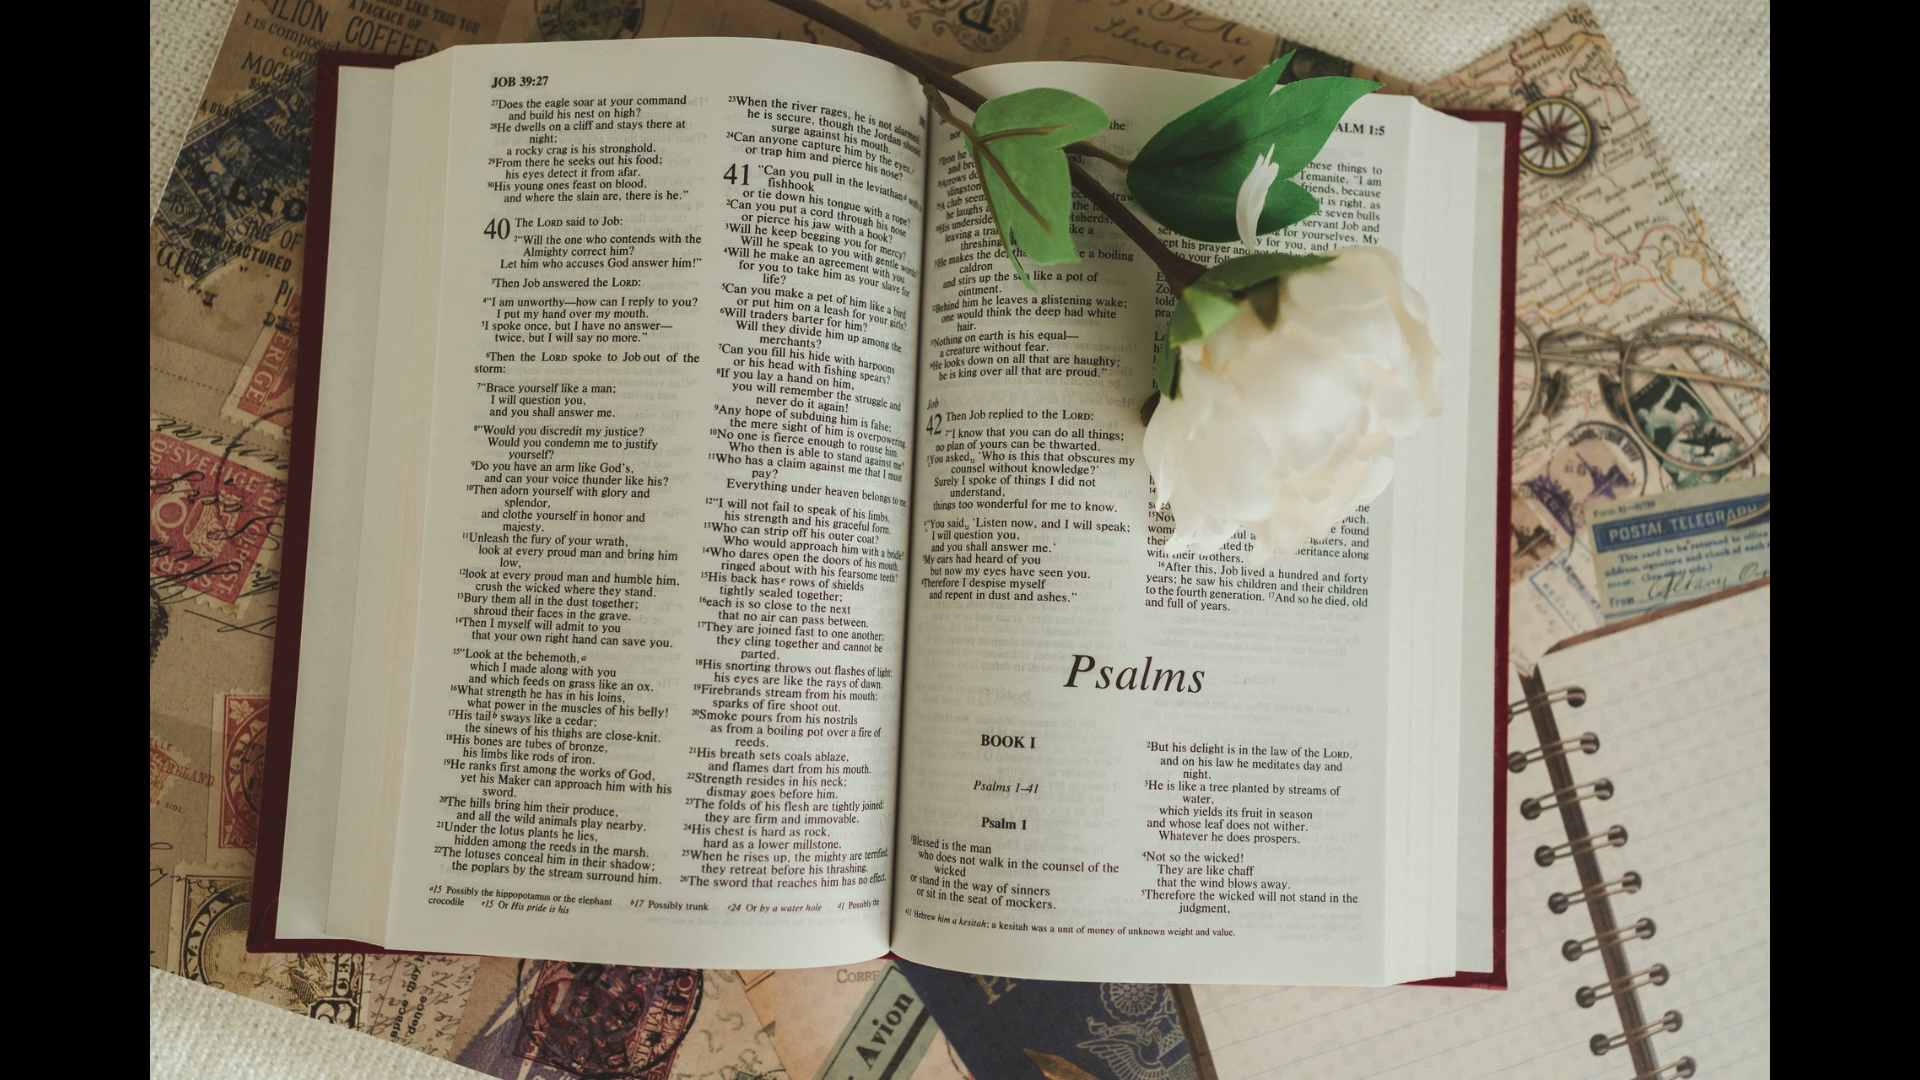 JOB 39:27
27Does the eagle soar at your command
and build his nest on high?
28He dwells on a cliff and stays there at
night;
a rocky crag is his stronghold.
29From there he seeks out his food;
his eyes detect it from afar.
30His young ones feast on blood,
and where the slain are, there is he."
40 The LORD said to Job:
2"Will the one who contends with the
Almighty correct him?
Let him who accuses God answer him!"
3Then Job answered the LORD:
4"I am unworthy—how can I reply to you?
I put my hand over my mouth.
5I spoke once, but I have no answer—
twice, but I will say no more."
6Then the LORD spoke to Job out of the
storm:
7"Brace yourself like a man;
I will question you,
and you shall answer me.
8"Would you discredit my justice?
Would you condemn me to justify
yourself?
9Do you have an arm like God's,
and can your voice thunder like his?
10Then adorn yourself with glory and
splendor,
and clothe yourself in honor and
majesty.
11Unleash the fury of your wrath,
look at every proud man and bring him
low,
12look at every proud man and humble him,
crush the wicked where they stand.
13Bury them all in the dust together;
shroud their faces in the grave.
14Then I myself will admit to you
that your own right hand can save you.
15"Look at the behemoth,a
which I made along with you
and which feeds on grass like an ox.
16What strength he has in his loins,
what power in the muscles of his belly!
17His tailb sways like a cedar;
the sinews of his thighs are close-knit.
18His bones are tubes of bronze,
his limbs like rods of iron.
19He ranks first among the works of God,
yet his Maker can approach him with his
sword.
20The hills bring him their produce,
and all the wild animals play nearby.
21Under the lotus plants he lies,
hidden among the reeds in the marsh.
22The lotuses conceal him in their shadow;
the poplars by the stream surround him.
23When the river rages, he is not alarmed;
he is secure, though the Jordan should
surge against his mouth.
24Can anyone capture him by the eyes,c
or trap him and pierce his nose?
41 "Can you pull in the leviathand with a
fishhook
or tie down his tongue with a rope?
2Can you put a cord through his nose
or pierce his jaw with a hook?
3Will he keep begging you for mercy?
Will he speak to you with gentle words?
4Will he make an agreement with you
for you to take him as your slave for
life?
5Can you make a pet of him like a bird
or put him on a leash for your girls?
6Will traders barter for him?
Will they divide him up among the
merchants?
7Can you fill his hide with harpoons
or his head with fishing spears?
8If you lay a hand on him,
you will remember the struggle and
never do it again!
9Any hope of subduing him is false;
the mere sight of him is overpowering.
10No one is fierce enough to rouse him.
Who then is able to stand against me?
11Who has a claim against me that I must
pay?
Everything under heaven belongs to me.
12"I will not fail to speak of his limbs,
his strength and his graceful form.
13Who can strip off his outer coat?
Who would approach him with a bridle?
14Who dares open the doors of his mouth,
ringed about with his fearsome teeth?
15His back hase rows of shields
tightly sealed together;
16each is so close to the next
that no air can pass between.
17They are joined fast to one another;
they cling together and cannot be
parted.
18His snorting throws out flashes of light;
his eyes are like the rays of dawn.
19Firebrands stream from his mouth;
sparks of fire shoot out.
20Smoke pours from his nostrils
as from a boiling pot over a fire of
reeds.
21His breath sets coals ablaze,
and flames dart from his mouth.
22Strength resides in his neck;
dismay goes before him.
23The folds of his flesh are tightly joined;
they are firm and immovable.
24His chest is hard as rock,
hard as a lower millstone.
25When he rises up, the mighty are terrified;
they retreat before his thrashing.
26The sword that reaches him has no effect,
a15 Possibly the hippopotamus or the elephant b17 Possibly trunk c24 Or by a water hole d1 Possibly the
crocodile e15 Or His pride is his
ALM 1:5
the
straw
caldron
and stirs up the sea like a pot of
ointment.
Behind him he leaves a glistening wake;
one would think the deep had white
hair.
Nothing on earth is his equal—
a creature without fear.
He looks down on all that are haughty;
he is king over all that are proud."
Job
42 Then Job replied to the LORD:
2"I know that you can do all things;
no plan of yours can be thwarted.
You asked, 'Who is this that obscures my
counsel without knowledge?'
Surely I spoke of things I did not
understand,
things too wonderful for me to know.
"You said, 'Listen now, and I will speak;
I will question you,
and you shall answer me.'
My ears had heard of you
but now my eyes have seen you.
Therefore I despise myself
and repent in dust and ashes."
these things to
Temanite, "I am
friends, because
is right, as
seven bulls
servant Job and
for yourselves. My
ept his prayer and
with their brothers.
eritance along
16After this, Job lived a hundred and forty
years; he saw his children and their children
to the fourth generation. 17And so he died, old
and full of years.
Psalms
BOOK I
Psalms 1–41
Psalm 1
1Blessed is the man
who does not walk in the counsel of the
wicked
or stand in the way of sinners
or sit in the seat of mockers.
2But his delight is in the law of the LORD,
and on his law he meditates day and
night.
3He is like a tree planted by streams of
water,
which yields its fruit in season
and whose leaf does not wither.
Whatever he does prospers.
4Not so the wicked!
They are like chaff
that the wind blows away.
5Therefore the wicked will not stand in the
judgment,
a11 Hebrew him a kesitah; a kesitah was a unit of money of unknown weight and value.
A PACKAGE OF
COFFEE
MOCHA
POSTAL TELEGRAPH
From
Avion